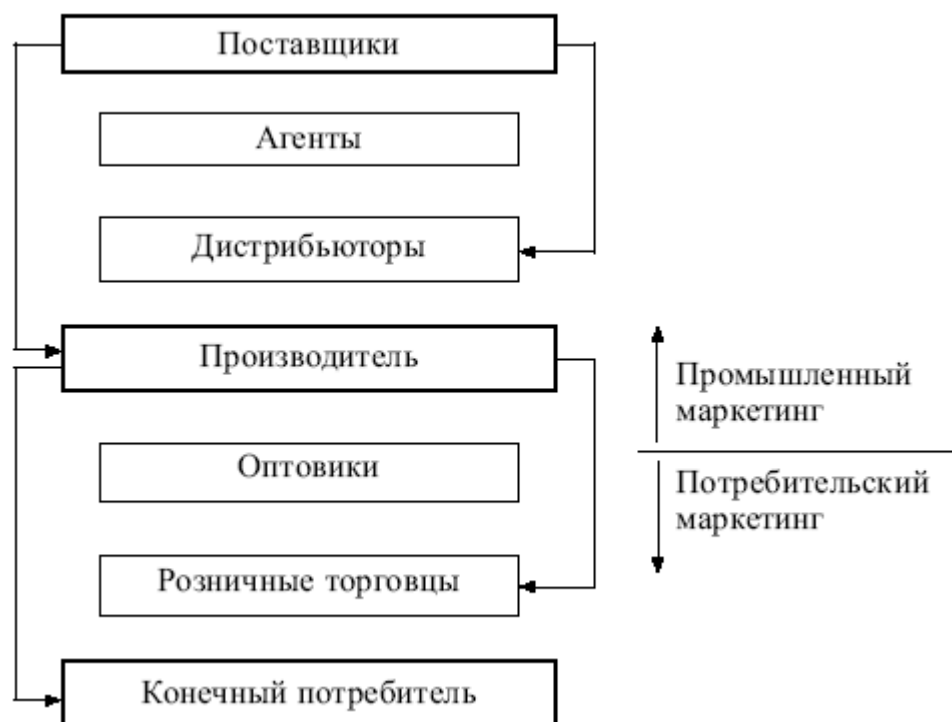 Поставщики
Агенты
Дистрибьюторы
Производитель
Промышленный
маркетинг
Оптовики
Потребительский
маркетинг
Розничные торговцы
Конечный потребитель